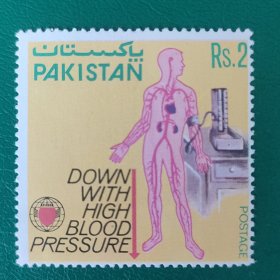 پاکستان
PAKISTAN
Rs.2
DOWN
WITH
HIGH
BLOOD
PRESSURE
POSTAGE